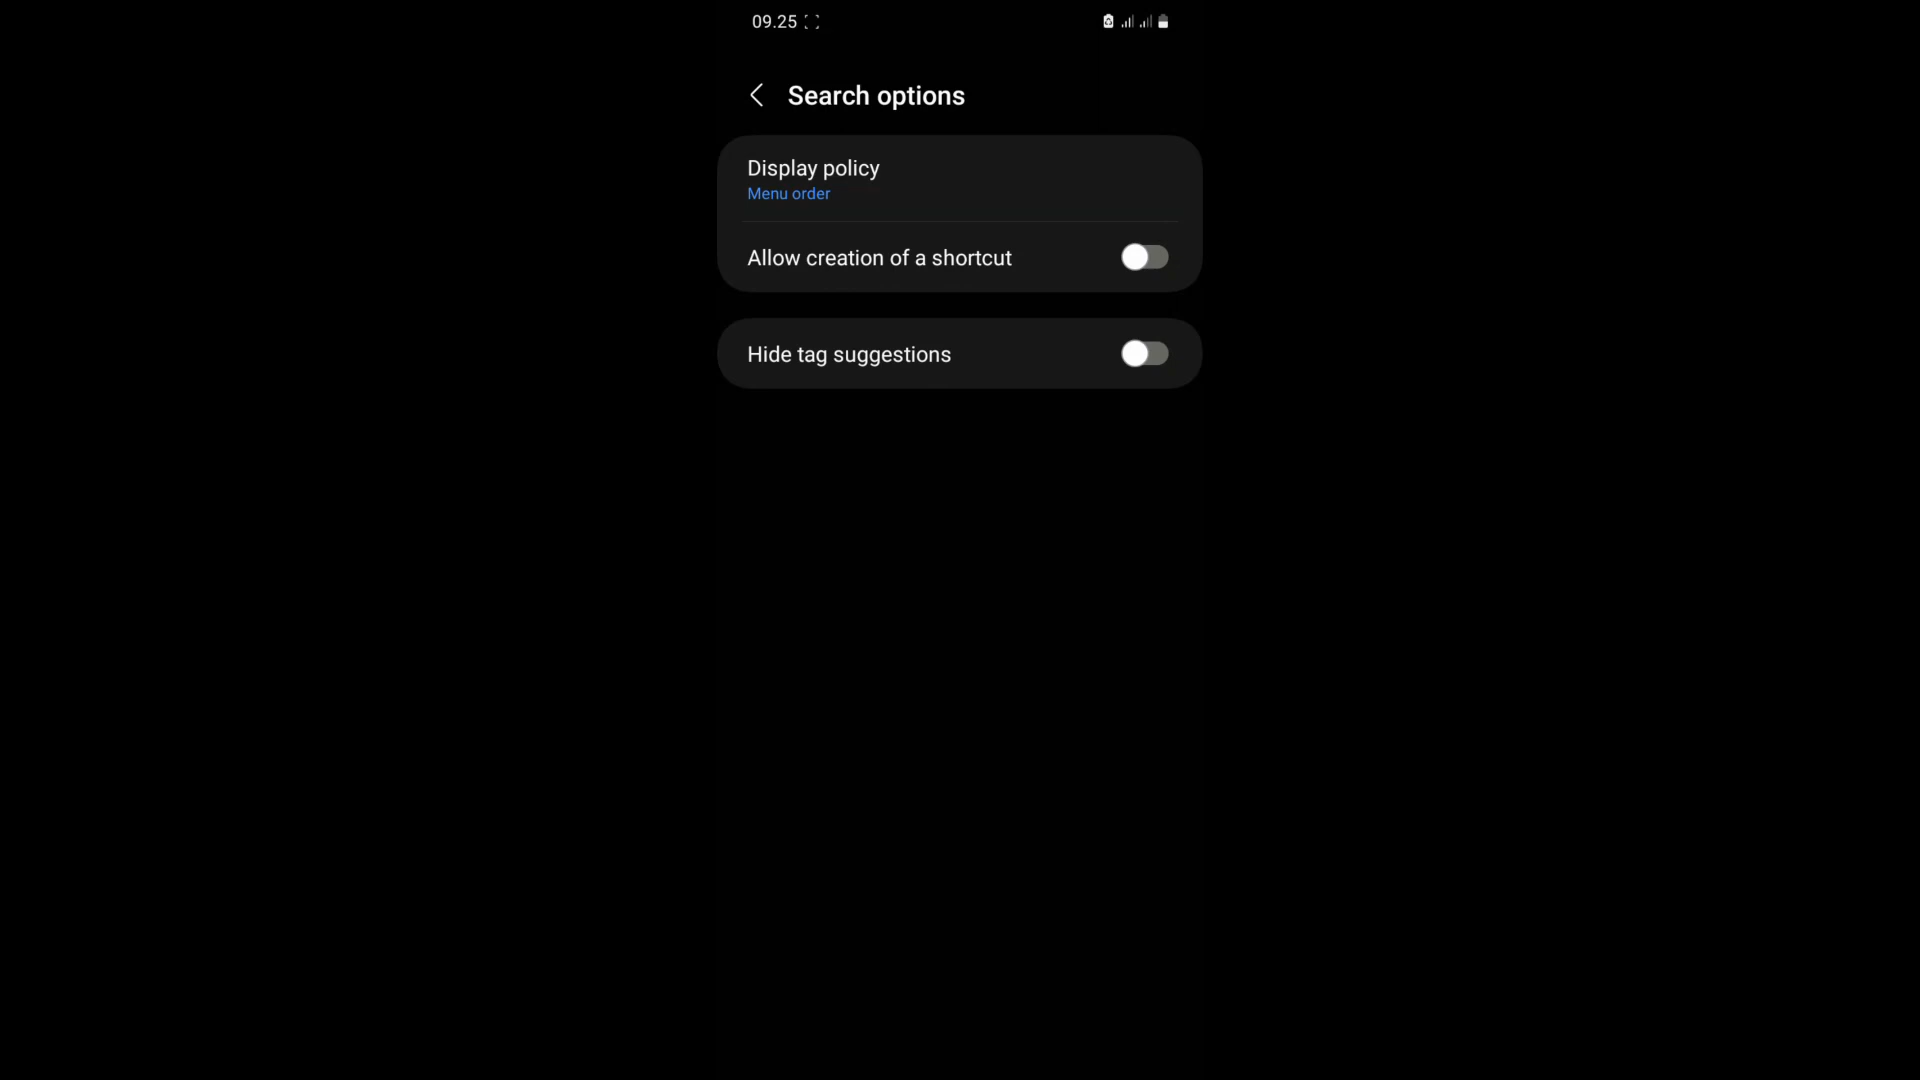 09.25
Search options
Display policy
Menu order
Allow creation of a shortcut
Hide tag suggestions